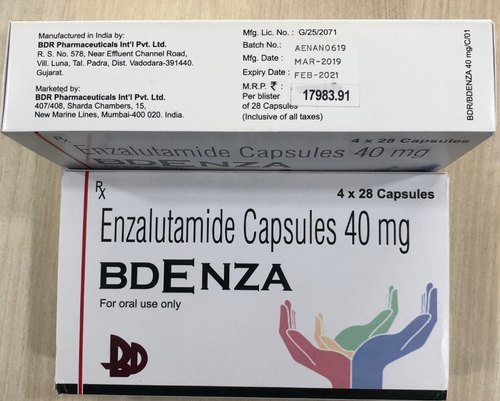 Manufactured in India by:
BDR Pharmaceuticals Int'l Pvt. Ltd.
R. S. No. 578, Near Effluent Channel Road,
Vill. Luna, Tal. Padra, Dist. Vadodara-391440.
Gujarat.
Marketed by:
BDR Pharmaceuticals Int'l Pvt. Ltd.
407/408, Sharda Chambers, 15,
New Marine Lines, Mumbai-400 020. India.
Mfg. Lic. No. : G/25/2071
Batch No.: AENAN0619
Mfg. Date : MAR-2019
Expiry Date : FEB-2021
M.R.P. ₹ :
Per blister 17983.91
of 28 Capsules
(Inclusive of all taxes)
BDR/BDENZA 40 mg/C/01
Rx
4 x 28 Capsules
Enzalutamide Capsules 40 mg
Rx
4 x 28 Capsules
Enzalutamide Capsules 40 mg
BDENZA
For oral use only
BD